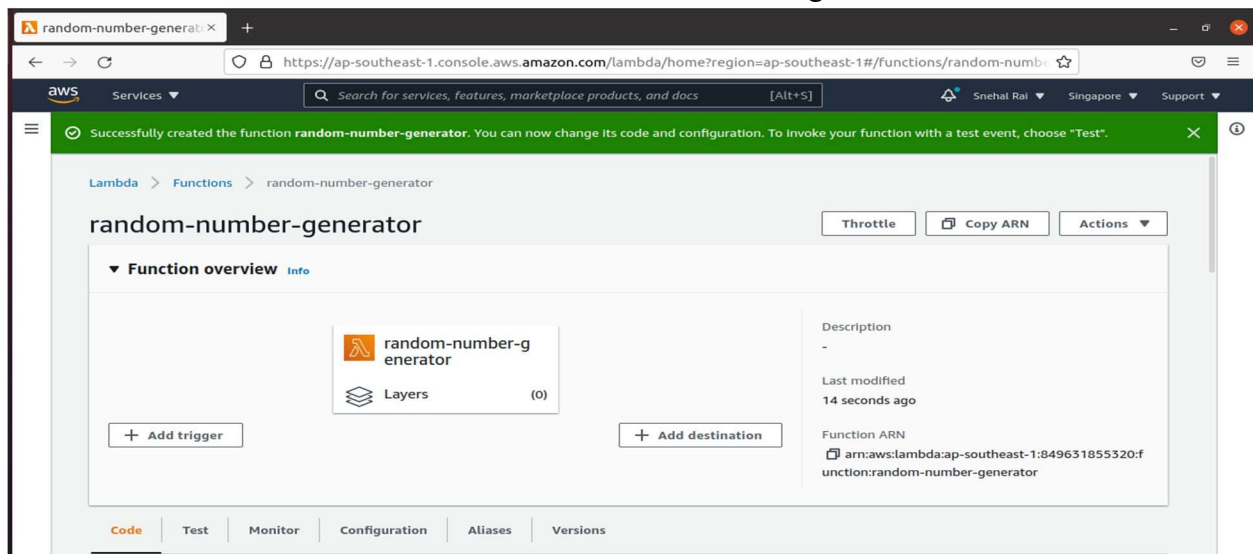 random-number-generat
https://ap-southeast-1.console.aws.amazon.com/lambda/home?region=ap-southeast-1#/functions/random-numbe
aws Services ▼ Search for services, features, marketplace products, and docs [Alt+S] Snehal Rai ▼ Singapore ▼ Support ▼
Successfully created the function random-number-generator. You can now change its code and configuration. To invoke your function with a test event, choose "Test".
Lambda > Functions > random-number-generator
random-number-generator Throttle Copy ARN Actions ▼
▼ Function overview Info
random-number-g
enerator
Layers (0)
+ Add trigger
+ Add destination
Description
-
Last modified
14 seconds ago
Function ARN
arn:aws:lambda:ap-southeast-1:849631855320:f
unction:random-number-generator
Code Test Monitor Configuration Aliases Versions